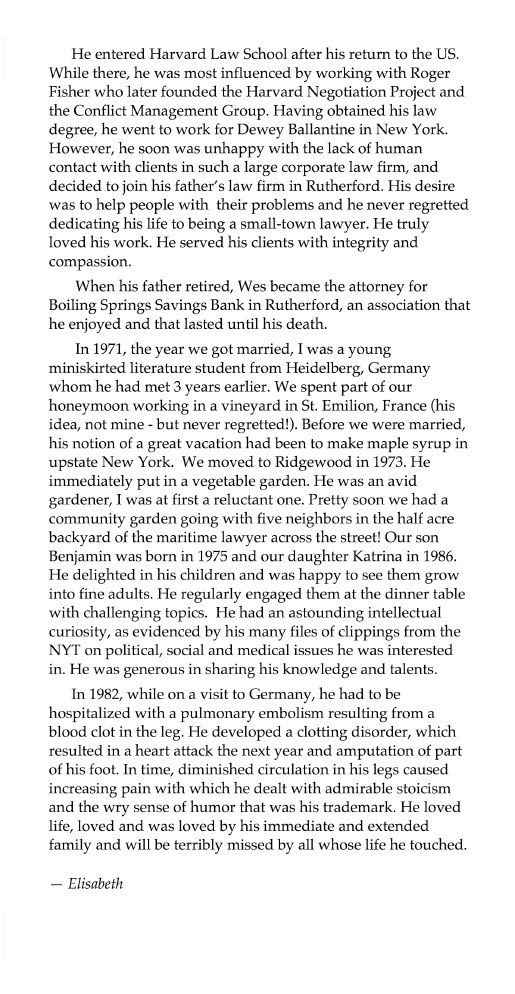 He entered Harvard Law School after his return to the US.
While there, he was most influenced by working with Roger
Fisher who later founded the Harvard Negotiation Project and
the Conflict Management Group. Having obtained his law
degree, he went to work for Dewey Ballantine in New York.
However, he soon was unhappy with the lack of human
contact with clients in such a large corporate law firm, and
decided to join his father's law firm in Rutherford. His desire
was to help people with their problems and he never regretted
dedicating his life to being a small-town lawyer. He truly
loved his work. He served his clients with integrity and
compassion.
When his father retired, Wes became the attorney for
Boiling Springs Savings Bank in Rutherford, an association that
he enjoyed and that lasted until his death.
In 1971, the year we got married, I was a young
miniskirted literature student from Heidelberg, Germany
whom he had met 3 years earlier. We spent part of our
honeymoon working in a vineyard in St. Emilion, France (his
idea, not mine - but never regretted!). Before we were married,
his notion of a great vacation had been to make maple syrup in
upstate New York. We moved to Ridgewood in 1973. He
immediately put in a vegetable garden. He was an avid
gardener, I was at first a reluctant one. Pretty soon we had a
community garden going with five neighbors in the half acre
backyard of the maritime lawyer across the street! Our son
Benjamin was born in 1975 and our daughter Katrina in 1986.
He delighted in his children and was happy to see them grow
into fine adults. He regularly engaged them at the dinner table
with challenging topics. He had an astounding intellectual
curiosity, as evidenced by his many files of clippings from the
NYT on political, social and medical issues he was interested
in. He was generous in sharing his knowledge and talents.
In 1982, while on a visit to Germany, he had to be
hospitalized with a pulmonary embolism resulting from a
blood clot in the leg. He developed a clotting disorder, which
resulted in a heart attack the next year and amputation of part
of his foot. In time, diminished circulation in his legs caused
increasing pain with which he dealt with admirable stoicism
and the wry sense of humor that was his trademark. He loved
life, loved and was loved by his immediate and extended
family and will be terribly missed by all whose life he touched.
— Elisabeth